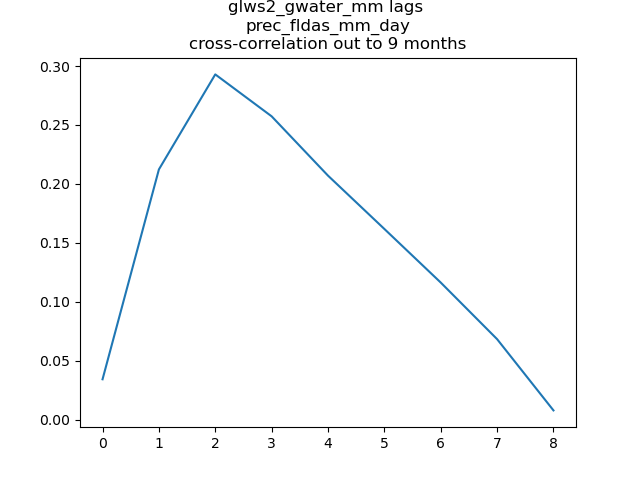 glws2_gwater_mm lags
prec_fldas_mm_day
cross-correlation out to 9 months
0.30
0.25
0.20
0.15
0.10
0.05
0.00
0 1 2 3 4 5 6 7 8